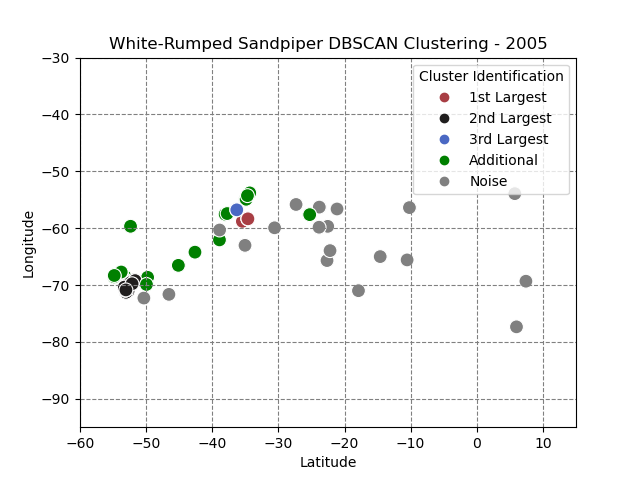 White-Rumped Sandpiper DBSCAN Clustering - 2005
Cluster Identification
1st Largest
2nd Largest
3rd Largest
Additional
Noise
Longitude
−30
−40
−50
−60
−70
−80
−90
−60
−50
−40
−30
−20
−10
0
10
Latitude